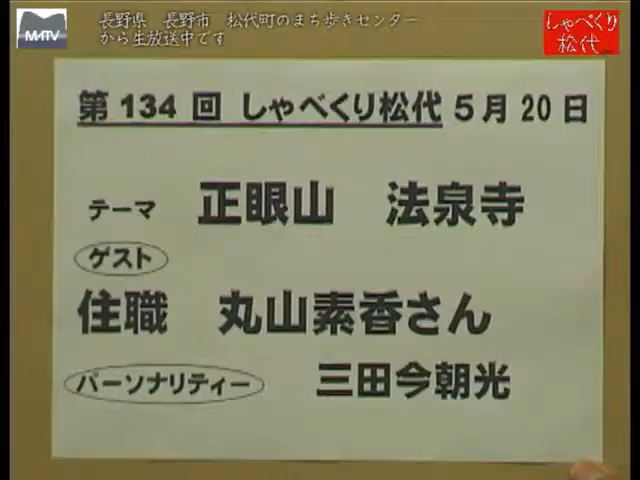 長野県　長野市　松代町のまち歩きセンター
から生放送中です
MATV
しゃべくり
松代
第134回 しゃべくり松代 5月20日
テーマ　正眼山　法泉寺
ゲスト
住職　丸山素香さん
パーソナリティー　三田今朝光